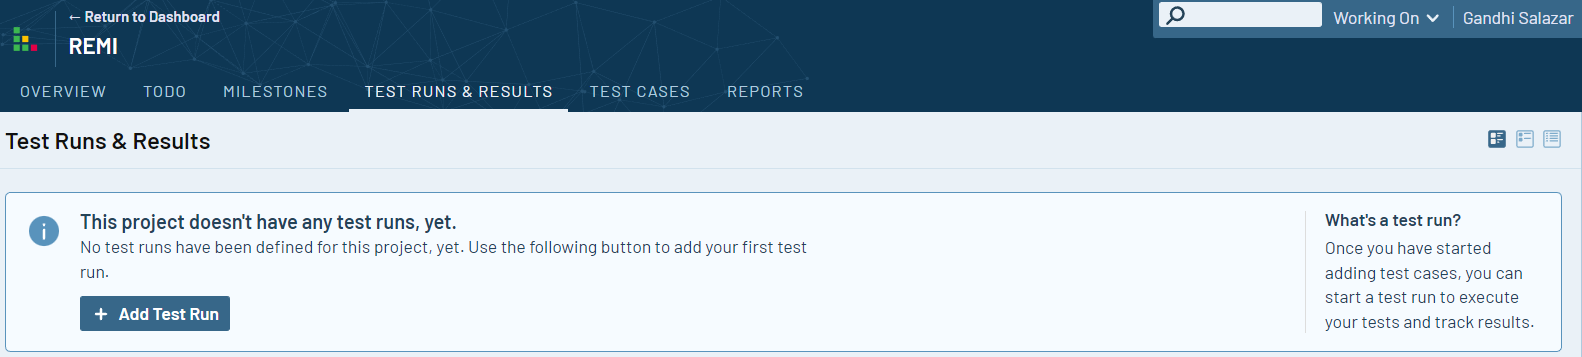 ← Return to Dashboard
REMI
Working On
Gandhi Salazar
OVERVIEW TODO MILESTONES TEST RUNS & RESULTS TEST CASES REPORTS
Test Runs & Results
This project doesn't have any test runs, yet.
No test runs have been defined for this project, yet. Use the following button to add your first test
run.
+ Add Test Run
What's a test run?
Once you have started
adding test cases, you can
start a test run to execute
your tests and track results.